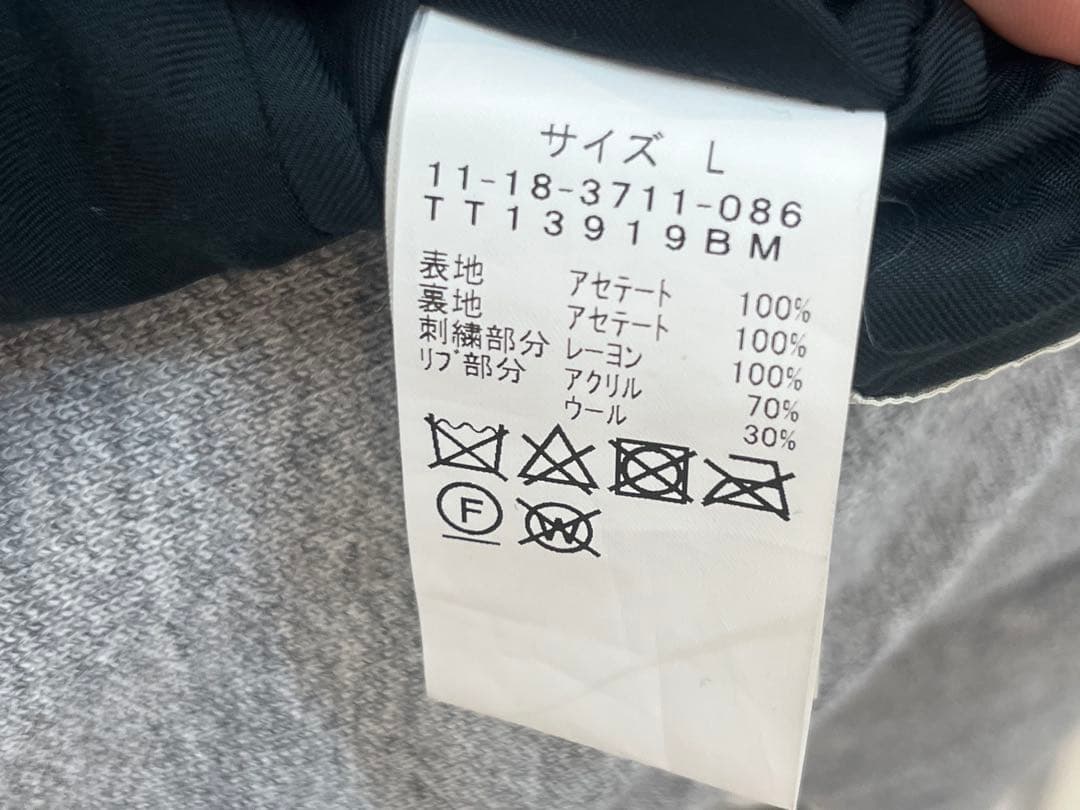 サイズ L
11-18-3711-086
TT13919BM
表地 アセテート 100%
裏地 アセテート 100%
刺繍部分 レーヨン 100%
リブ部分 アクリル 70%
ウール 30%
F
W